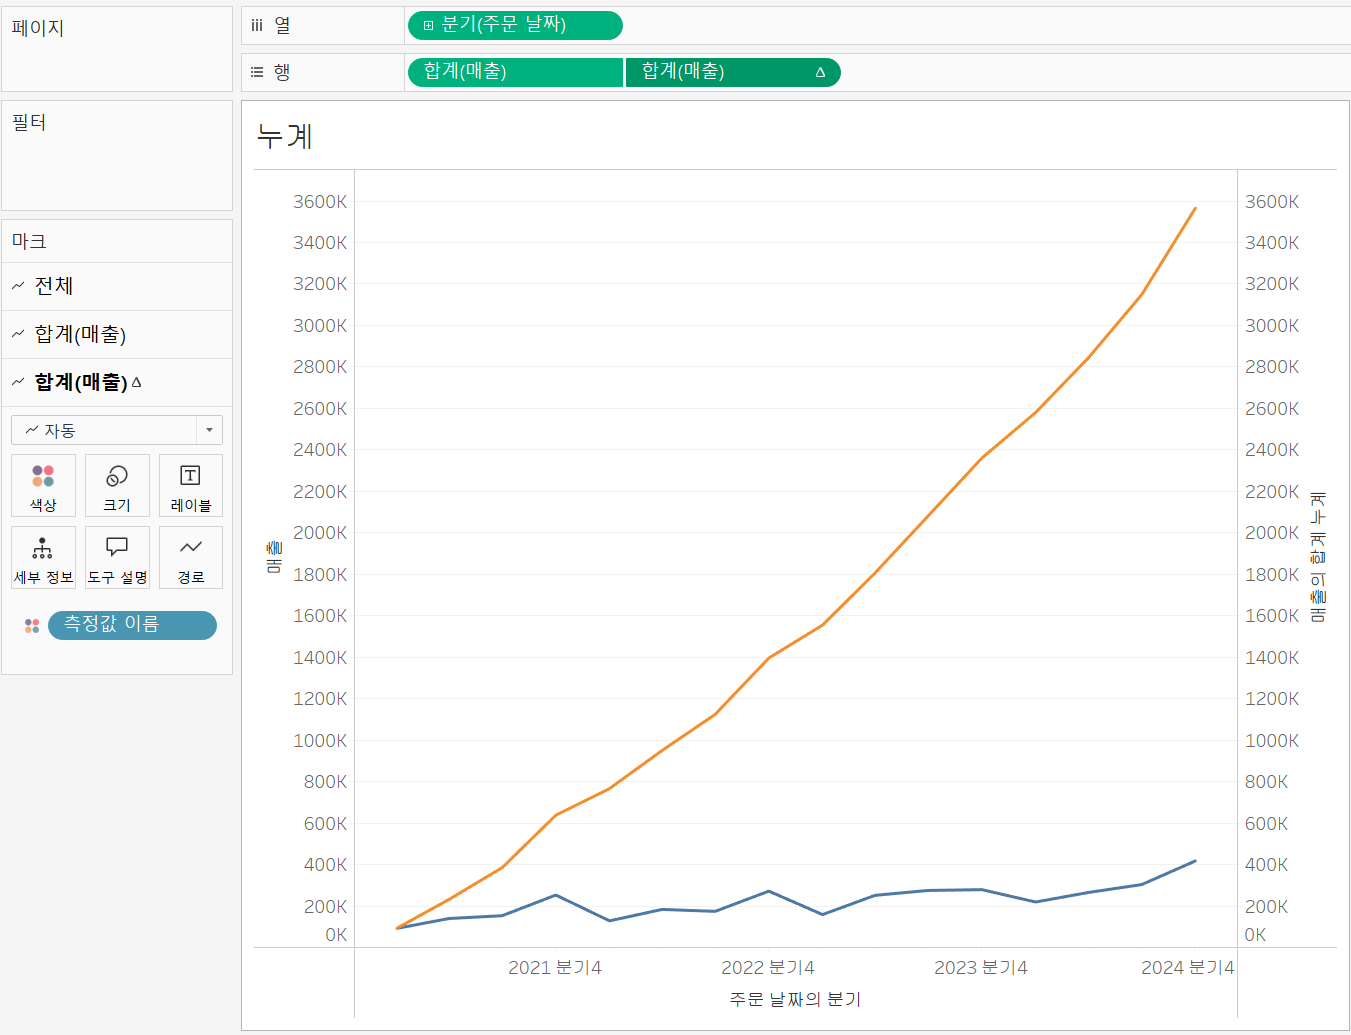 페이지
필터
마크
전체
합계(매출)
합계(매출) Δ
자동
색상
크기
레이블
세부 정보
도구 설명
경로
측정값 이름
열
분기(주문 날짜)
행
합계(매출)
합계(매출) Δ
누계
3600K
3400K
3200K
3000K
2800K
2600K
2400K
2200K
2000K
1800K
1600K
1400K
1200K
1000K
800K
600K
400K
200K
0K
매출
3600K
3400K
3200K
3000K
2800K
2600K
2400K
2200K
2000K
1800K
1600K
1400K
1200K
1000K
800K
600K
400K
200K
0K
매출의 합계 누계
2021 분기4
2022 분기4
2023 분기4
2024 분기4
주문 날짜의 분기